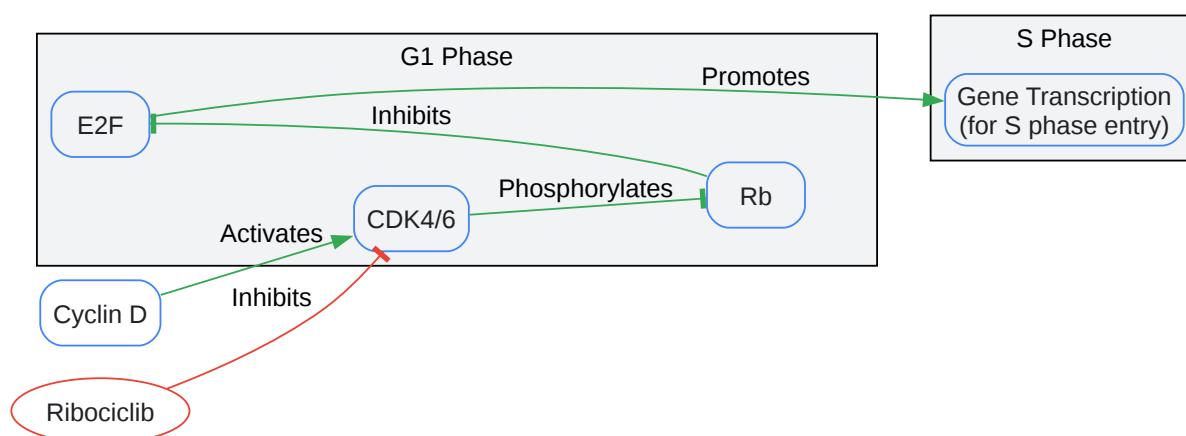 G1 Phase
S Phase
Promotes
Gene Transcription
(for S phase entry)
E2F
Inhibits
Phosphorylates
Rb
CDK4/6
Activates
Inhibits
Cyclin D
Ribociclib